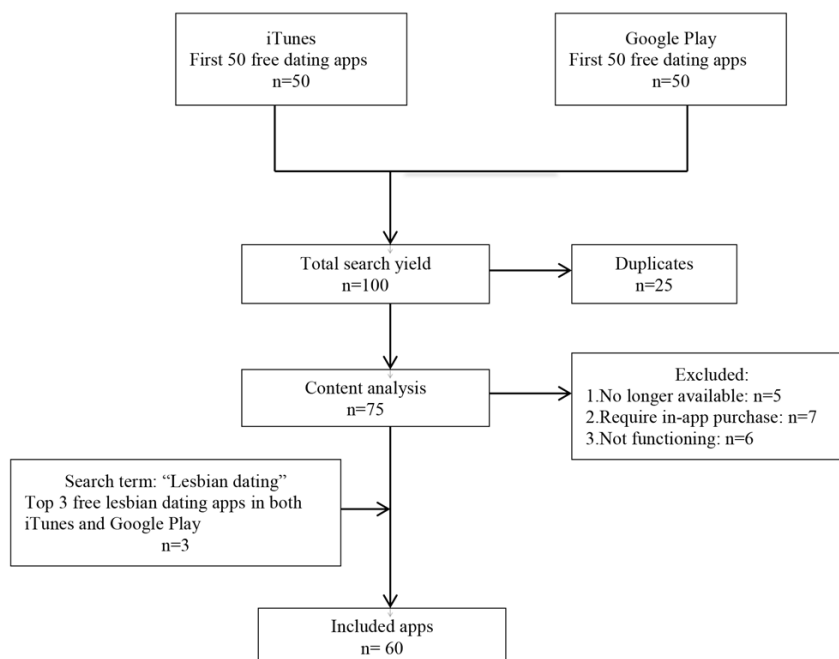 iTunes
First 50 free dating apps
n=50
Google Play
First 50 free dating apps
n=50
Total search yield
n=100
Duplicates
n=25
Content analysis
n=75
Excluded:
1.No longer available: n=5
2.Require in-app purchase: n=7
3.Not functioning: n=6
Search term: “Lesbian dating”
Top 3 free lesbian dating apps in both
iTunes and Google Play
n=3
Included apps
n= 60